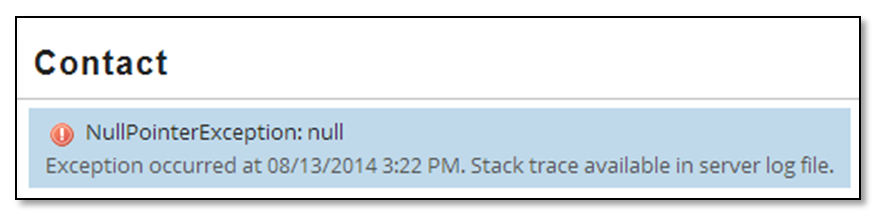 Contact
NullPointerException: null
Exception occurred at 08/13/2014 3:22 PM. Stack trace available in server log file.